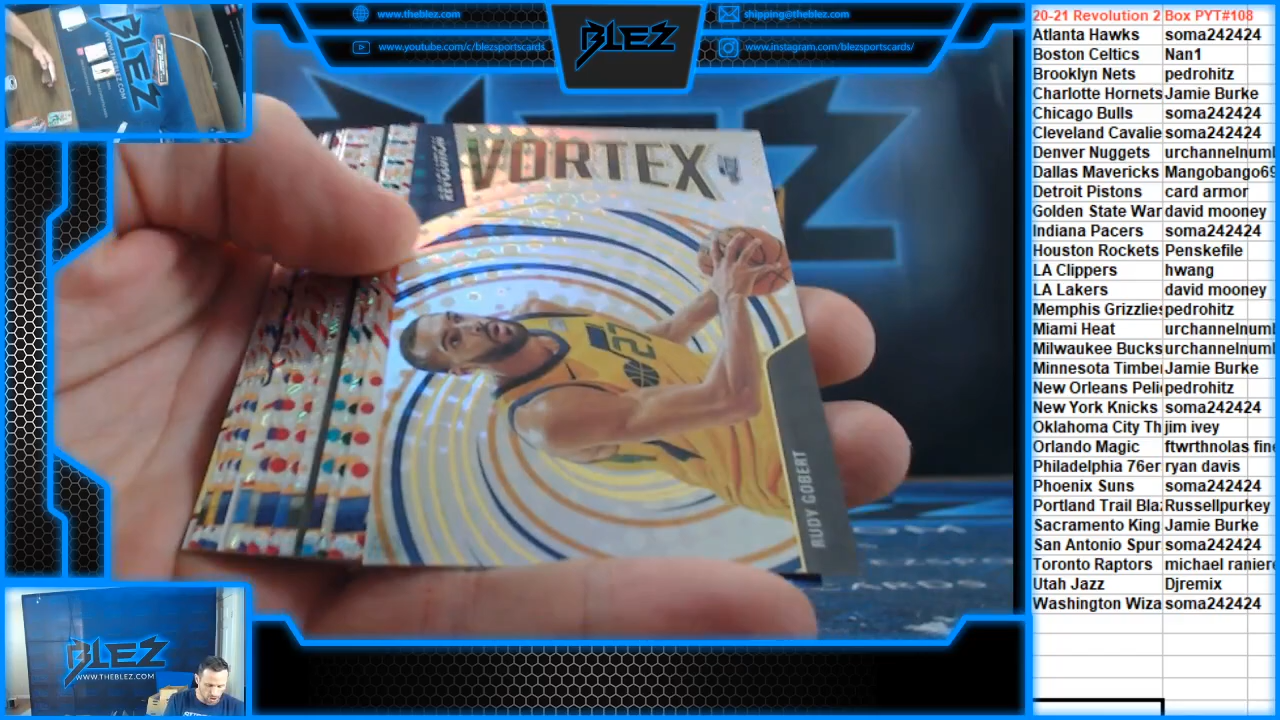 www.theblez.com
www.youtube.com/c/blezsportscards
BLEZ
shipping@theblez.com
www.instagram.com/blezsportscards/
BLEZ
WWW.THEBLEZ.COM
VORTEX
REVOLUTION
27
RUDY GOBERT
BLEZ
WWW.THEBLEZ.COM
20-21 Revolution 2 Box PYT#108
Atlanta Hawks soma242424
Boston Celtics Nan1
Brooklyn Nets pedrohitz
Charlotte Hornets Jamie Burke
Chicago Bulls soma242424
Cleveland Cavalie soma242424
Denver Nuggets urchannelnuml
Dallas Mavericks Mangobango69
Detroit Pistons card armor
Golden State War david mooney
Indiana Pacers soma242424
Houston Rockets Penskefile
LA Clippers hwang
LA Lakers david mooney
Memphis Grizzlies pedrohitz
Miami Heat urchannelnuml
Milwaukee Bucks urchannelnuml
Minnesota Timbe Jamie Burke
New Orleans Peli pedrohitz
New York Knicks soma242424
Oklahoma City Th jim ivey
Orlando Magic ftwrthnolas fin
Philadelphia 76er ryan davis
Phoenix Suns soma242424
Portland Trail Bla Russellpurkey
Sacramento King Jamie Burke
San Antonio Spur soma242424
Toronto Raptors michael ranier
Utah Jazz Djremix
Washington Wiza soma242424